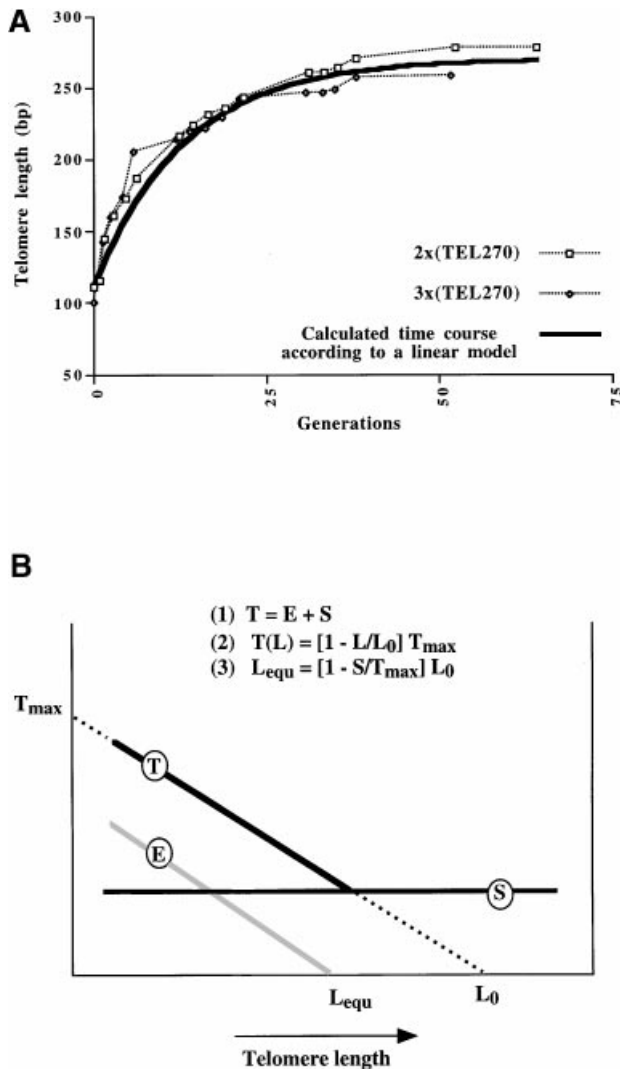 A
Telomere length (bp)
300
250
200
150
100
50
0
25
50
75
Generations
2x(TEL270)
3x(TEL270)
Calculated time course
according to a linear model
B
(1) T = E + S
(2) T(L) = [1 - L/L0] Tmax
(3) Lequ = [1 - S/Tmax] L0
Tmax
T
E
S
Lequ
L0
Telomere length